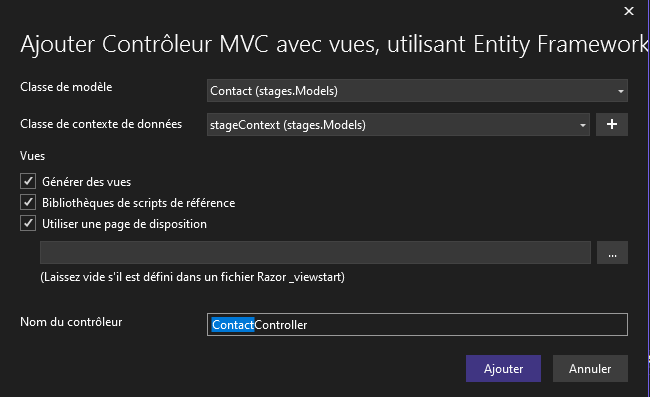 Ajouter Contrôleur MVC avec vues, utilisant Entity Framework
Classe de modèle
Contact (stages.Models)
Classe de contexte de données
stageContext (stages.Models)
Vues
Générer des vues
Bibliothèques de scripts de référence
Utiliser une page de disposition
...
(Laissez vide s'il est défini dans un fichier Razor _viewstart)
Nom du contrôleur
ContactController
Ajouter
Annuler